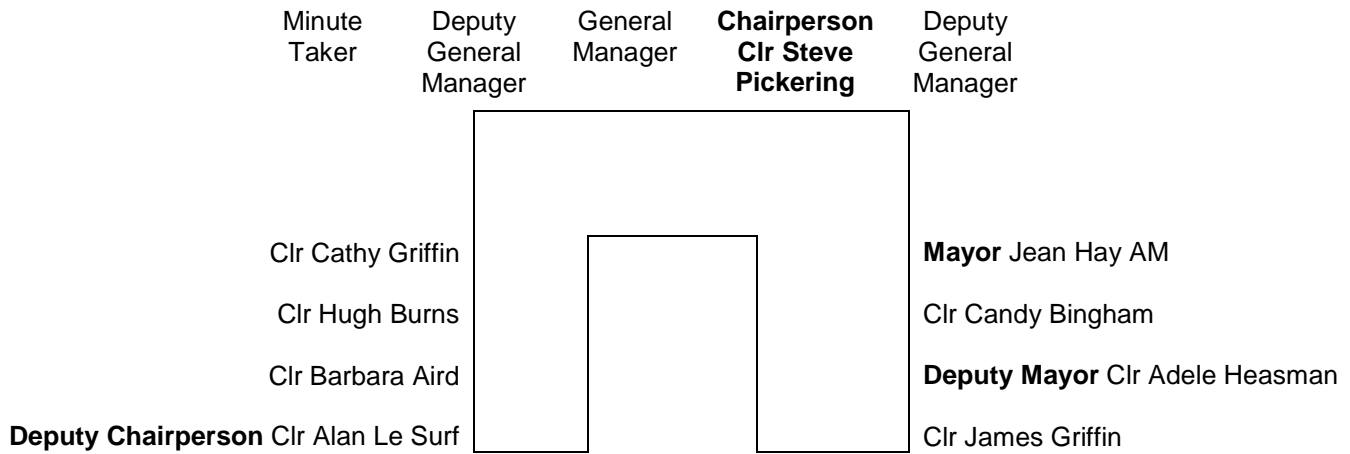 Minute Deputy General Chairperson Deputy
Taker General Manager Clr Steve General
Manager Pickering Manager
Clr Cathy Griffin Mayor Jean Hay AM
Clr Hugh Burns Clr Candy Bingham
Clr Barbara Aird Deputy Mayor Clr Adele Heasman
Deputy Chairperson Clr Alan Le Surf Clr James Griffin